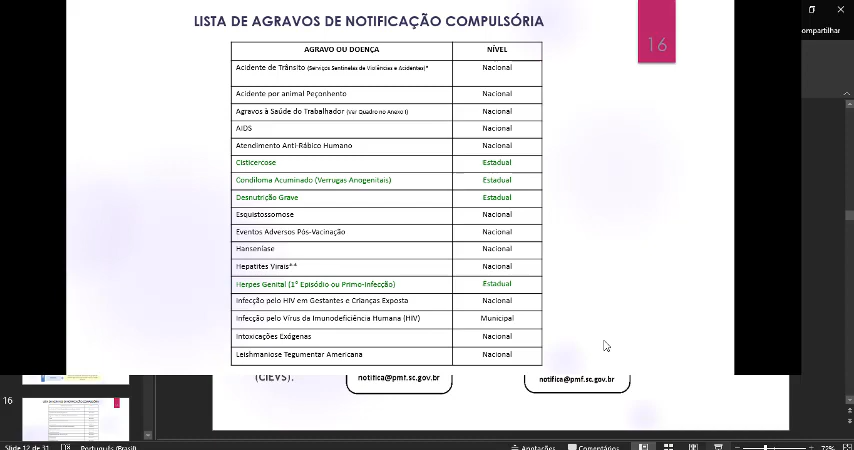 LISTA DE AGRAVOS DE NOTIFICAÇÃO COMPULSÓRIA
16
ompartilhar
AGRAVO OU DOENÇA NÍVEL
Acidente de Trânsito (Serviços Sentinelas de Violências e Acidentes)* Nacional
Acidente por animal Peçonhento Nacional
Agravos à Saúde do Trabalhador (Ver Quadro no Anexo I) Nacional
AIDS Nacional
Atendimento Anti-Rábico Humano Nacional
Cisticercose Estadual
Condiloma Acuminado (Verrugas Anogenitais) Estadual
Desnutrição Grave Estadual
Esquistossomose Nacional
Eventos Adversos Pós-Vacinação Nacional
Hanseníase Nacional
Hepatites Virais** Nacional
Herpes Genital (1° Episódio ou Primo-Infecção) Estadual
Infecção pelo HIV em Gestantes e Crianças Exposta Nacional
Infecção pelo Vírus da Imunodeficiência Humana (HIV) Municipal
Intoxicações Exógenas Nacional
Leishmaniose Tegumentar Americana Nacional
(CIEVS). notifica@pmf.sc.gov.br notifica@pmf.sc.gov.br
16
Slide 12 de 31 Português (Brasil) Anotações Comentários 72%